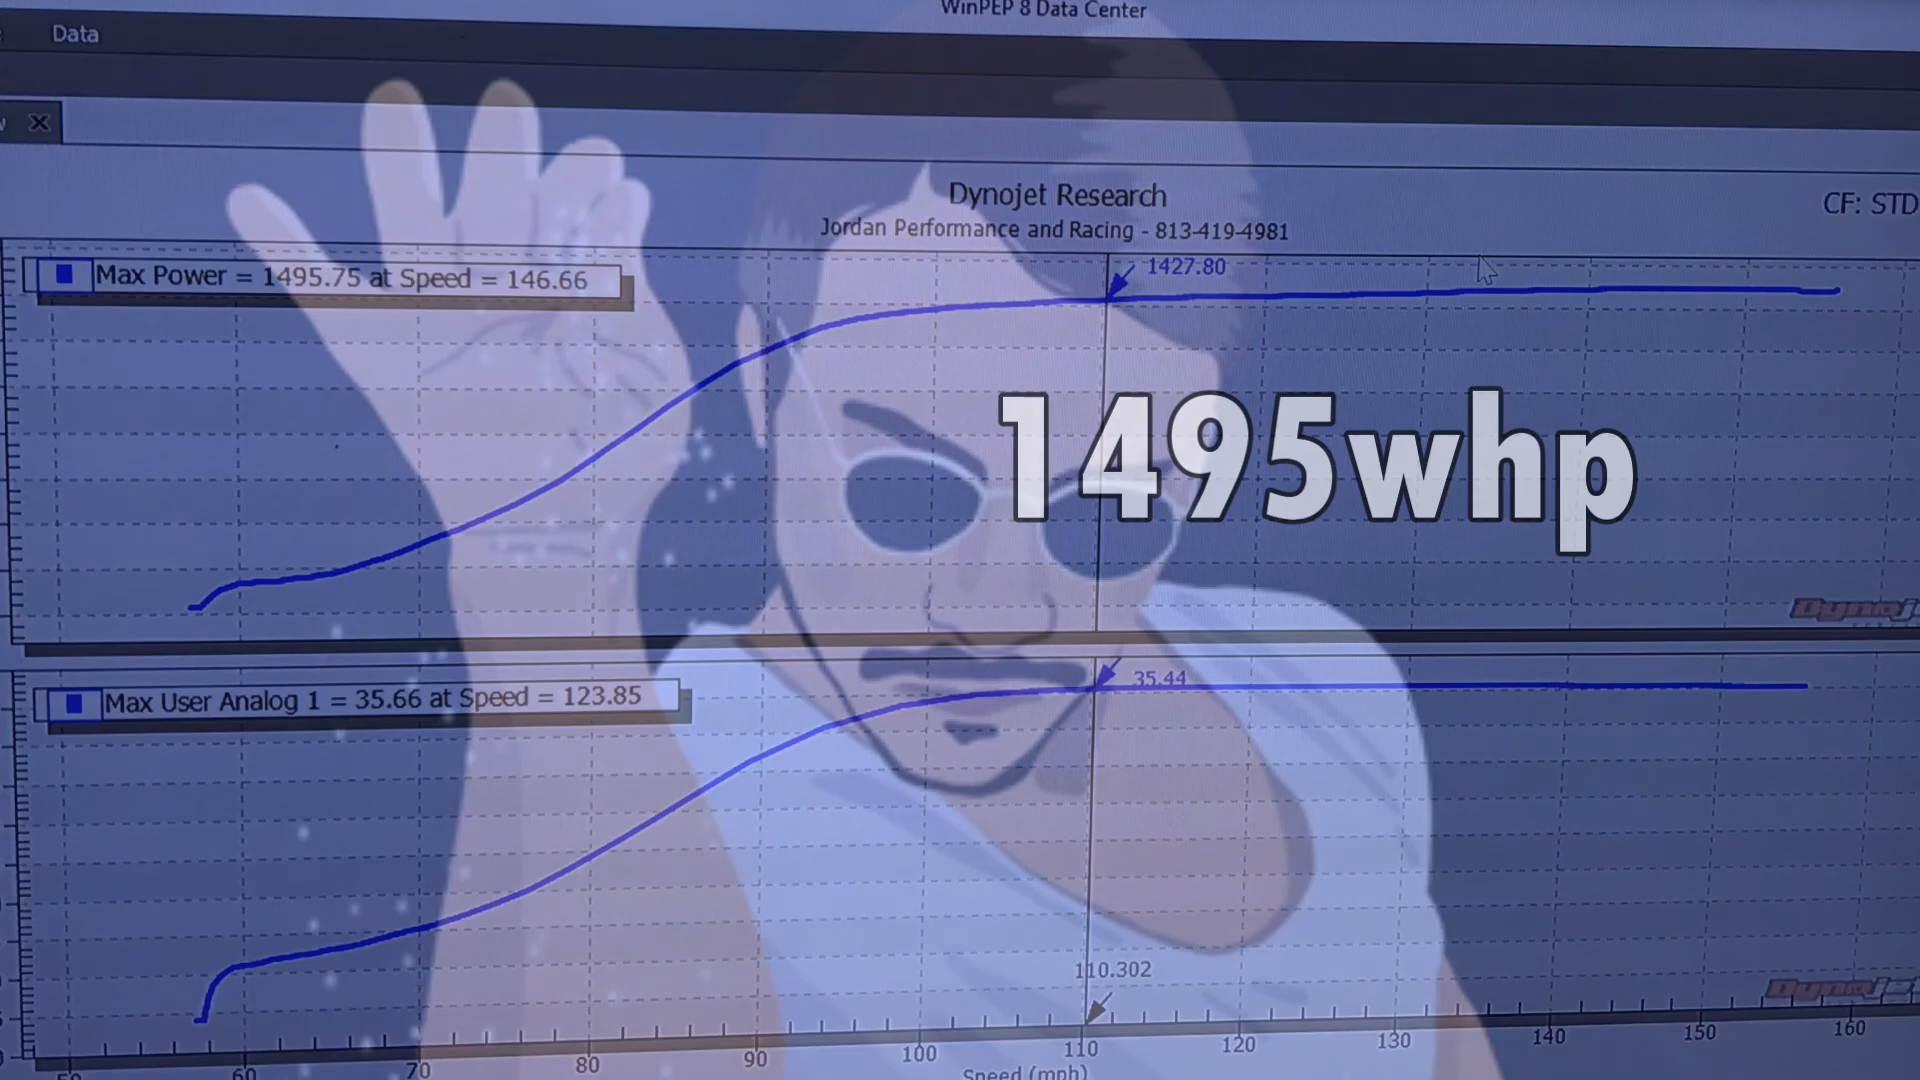 WinPEP 8 Data Center
Data
Dynojet Research
CF: STD
Jordan Performance and Racing - 813-419-4981
Max Power = 1495.75 at Speed = 146.66
1427.80
1495whp
Max User Analog 1 = 35.66 at Speed = 123.85
35.44
110.302
60 70 80 90 100 110 120 130 140 150 160
Speed (mph)